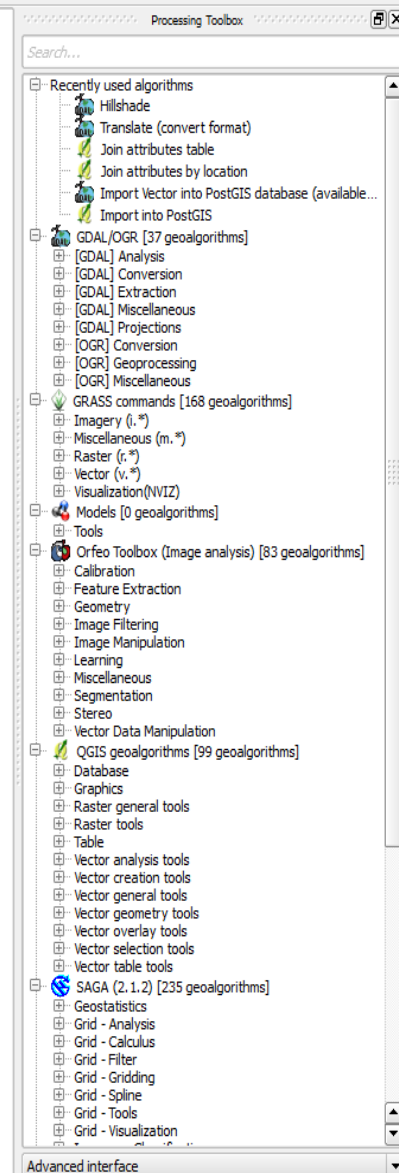 Processing Toolbox
Search...
Recently used algorithms
Hillshade
Translate (convert format)
Join attributes table
Join attributes by location
Import Vector into PostGIS database (available...
Import into PostGIS
GDAL/OGR [37 geoalgorithms]
[GDAL] Analysis
[GDAL] Conversion
[GDAL] Extraction
[GDAL] Miscellaneous
[GDAL] Projections
[OGR] Conversion
[OGR] Geoprocessing
[OGR] Miscellaneous
GRASS commands [168 geoalgorithms]
Imagery (i.*)
Miscellaneous (m.*)
Raster (r.*)
Vector (v.*)
Visualization(NVIZ)
Models [0 geoalgorithms]
Tools
Orfeo Toolbox (Image analysis) [83 geoalgorithms]
Calibration
Feature Extraction
Geometry
Image Filtering
Image Manipulation
Learning
Miscellaneous
Segmentation
Stereo
Vector Data Manipulation
QGIS geoalgorithms [99 geoalgorithms]
Database
Graphics
Raster general tools
Raster tools
Table
Vector analysis tools
Vector creation tools
Vector general tools
Vector geometry tools
Vector overlay tools
Vector selection tools
Vector table tools
SAGA (2.1.2) [235 geoalgorithms]
Geostatistics
Grid - Analysis
Grid - Calculus
Grid - Filter
Grid - Gridding
Grid - Spline
Grid - Tools
Grid - Visualization
Advanced interface